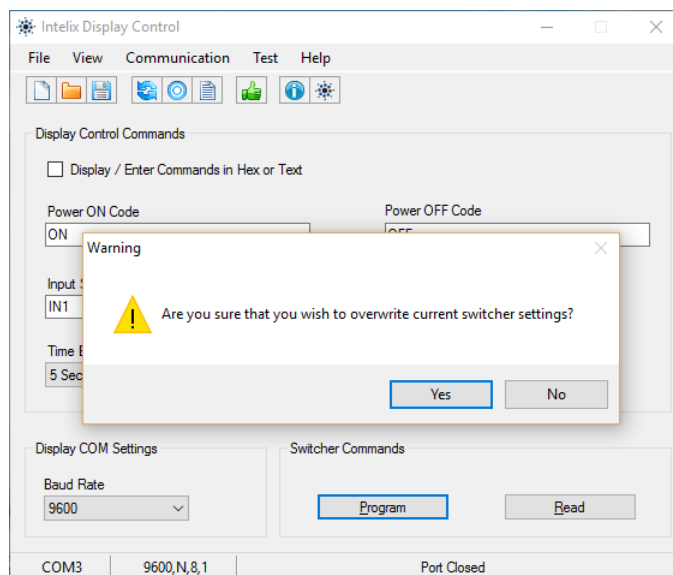 Intelix Display Control
File View Communication Test Help
Display Control Commands
Display / Enter Commands in Hex or Text
Power ON Code Power OFF Code
ON
Warning
Input
IN1
Are you sure that you wish to overwrite current switcher settings?
Time
5 Sec
Yes No
Display COM Settings Switcher Commands
Baud Rate
9600 Program Read
COM3 9600,N,8,1 Port Closed